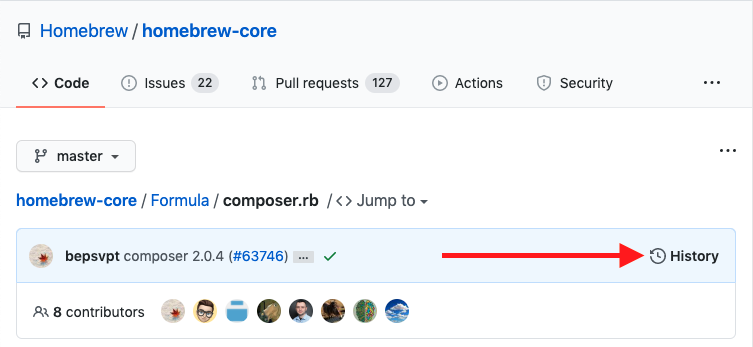 Homebrew / homebrew-core
Code Issues 22 Pull requests 127 Actions Security ...
master ...
homebrew-core / Formula / composer.rb / <> Jump to
bepsvpt composer 2.0.4 (#63746) ... History
8 contributors